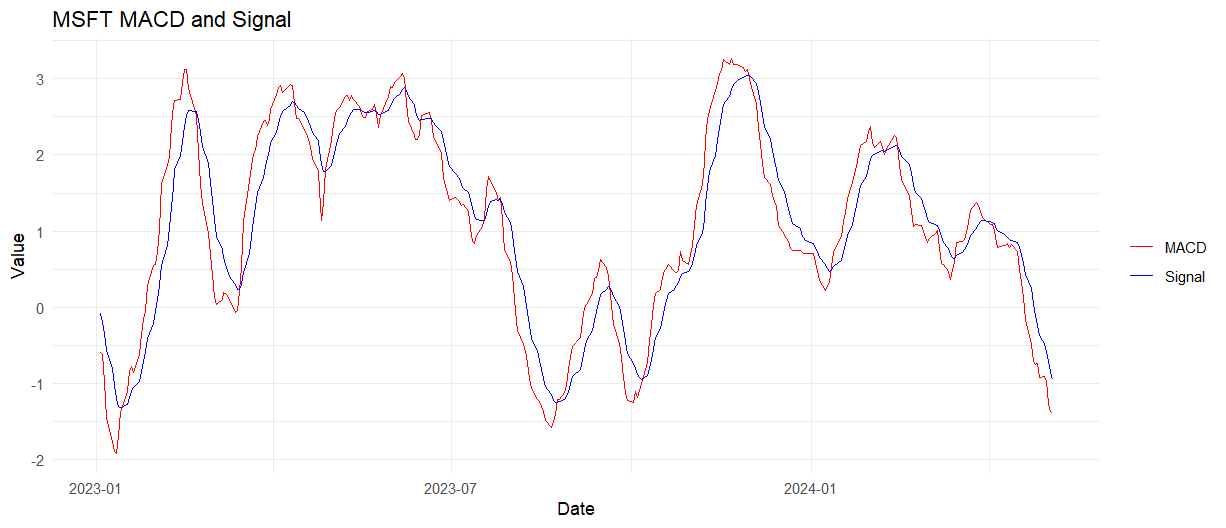 MSFT MACD and Signal
Value
3
2
1
0
-1
-2
2023-01
2023-07
2024-01
Date
MACD
Signal